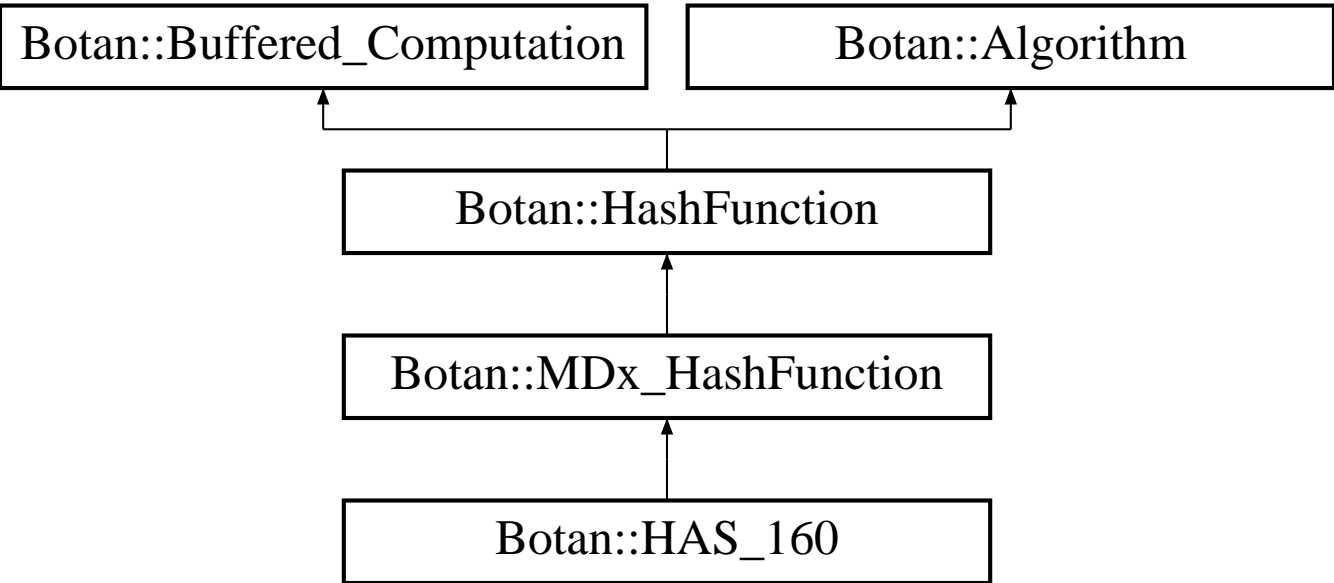 Botan::Buffered_Computation
Botan::Algorithm
Botan::HashFunction
Botan::MDx_HashFunction
Botan::HAS_160